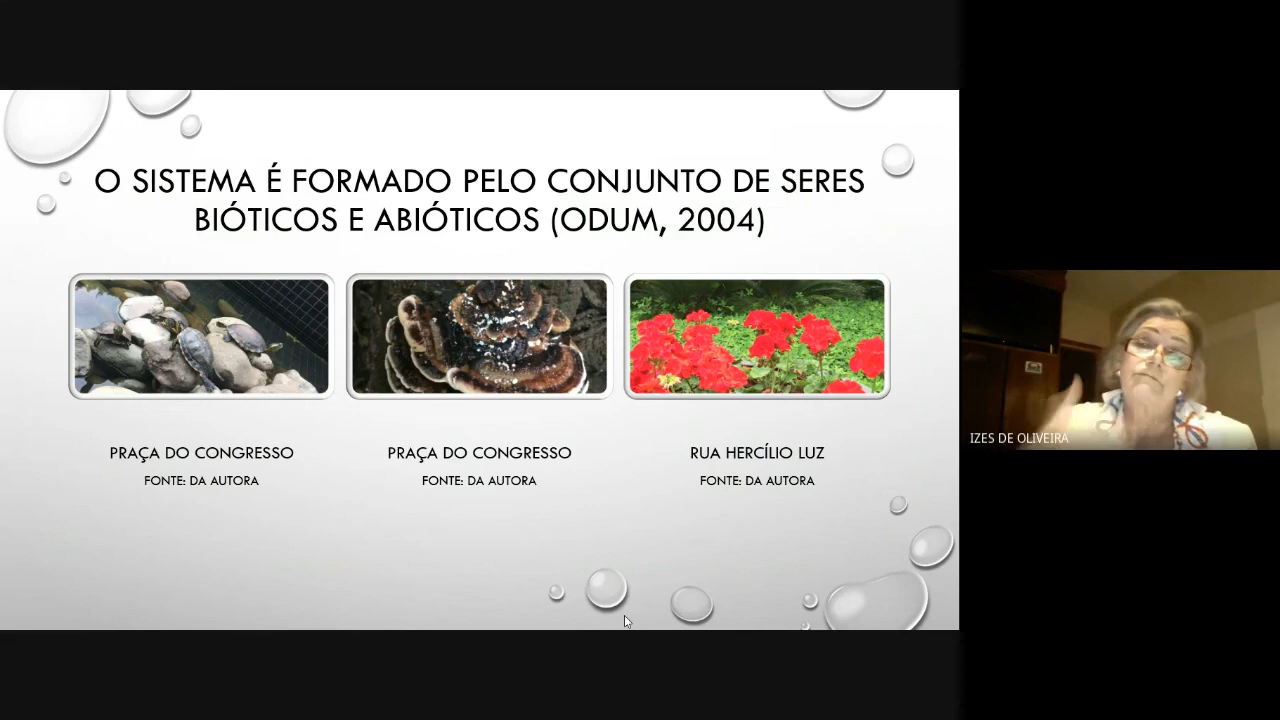 O SISTEMA É FORMADO PELO CONJUNTO DE SERES
BIÓTICOS E ABIÓTICOS (ODUM, 2004)
PRAÇA DO CONGRESSO
FONTE: DA AUTORA
PRAÇA DO CONGRESSO
FONTE: DA AUTORA
RUA HERCÍLIO LUZ
FONTE: DA AUTORA
IZES DE OLIVEIRA